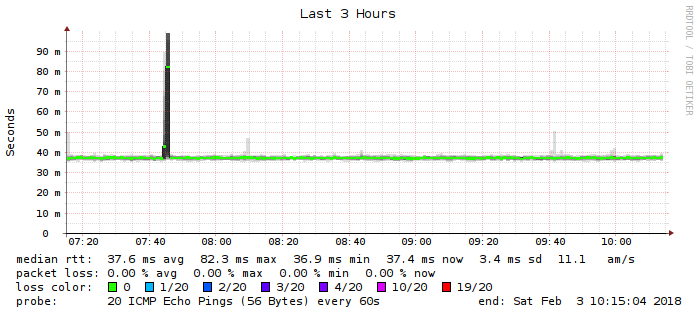 Last 3 Hours
RRDTOOL / TOBI OETIKER
Seconds
90 m
80 m
70 m
60 m
50 m
40 m
30 m
20 m
10 m
0
07:20 07:40 08:00 08:20 08:40 09:00 09:20 09:40 10:00
median rtt: 37.6 ms avg 82.3 ms max 36.9 ms min 37.4 ms now 3.4 ms sd 11.1 am/s
packet loss: 0.00 % avg 0.00 % max 0.00 % min 0.00 % now
loss color: 0 1/20 2/20 3/20 4/20 10/20 19/20
probe: 20 ICMP Echo Pings (56 Bytes) every 60s end: Sat Feb 3 10:15:04 2018